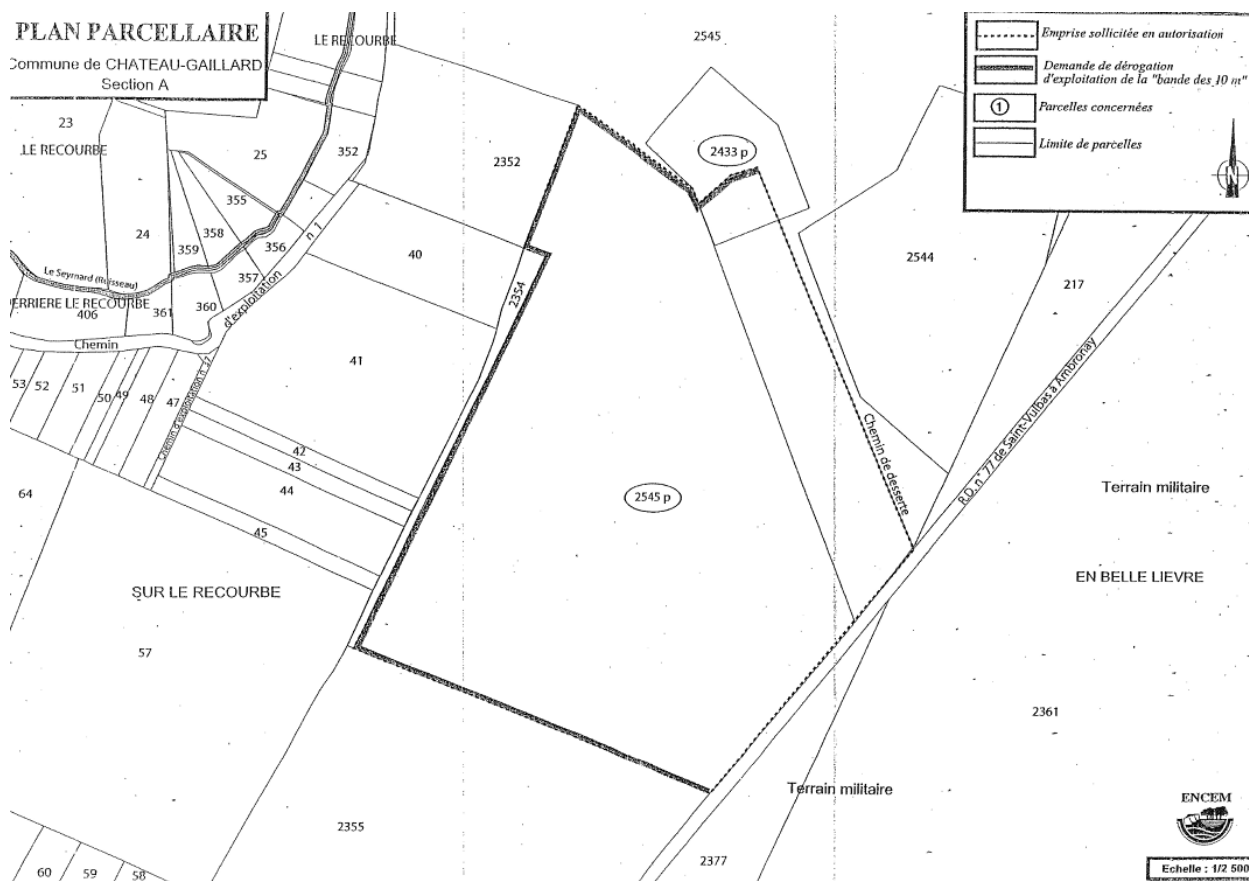 PLAN PARCELLAIRE
Commune de CHATEAU-GAILLARD
Section A
Emprise sollicitée en autorisation
Demande de dérogation
d'exploitation de la "bande des 10 m"
1
Parcelles concernées
Limite de parcelles
N
LE RECOURBE
2545
23
LE RECOURBE
25
352
2352
2433 p
355
24
358
359
356
n 1
40
2544
357
217
Le Seymard (Ruisseau)
2354
DERRIERE LE RECOURBE
406
361
360
d'exploitation
Chemin
41
R.D. n° 77 de Saint-Vulbas à Ambronay
53
52
51
50
49
48
47
Chemin d'exploitation n. 37
Chemin de desserte
42
43
44
64
2545 p
Terrain militaire
45
SUR LE RECOURBE
EN BELLE LIEVRE
57
2361
Terrain militaire
ENCEM
2355
2377
60
59
58
Echelle : 1/2 500